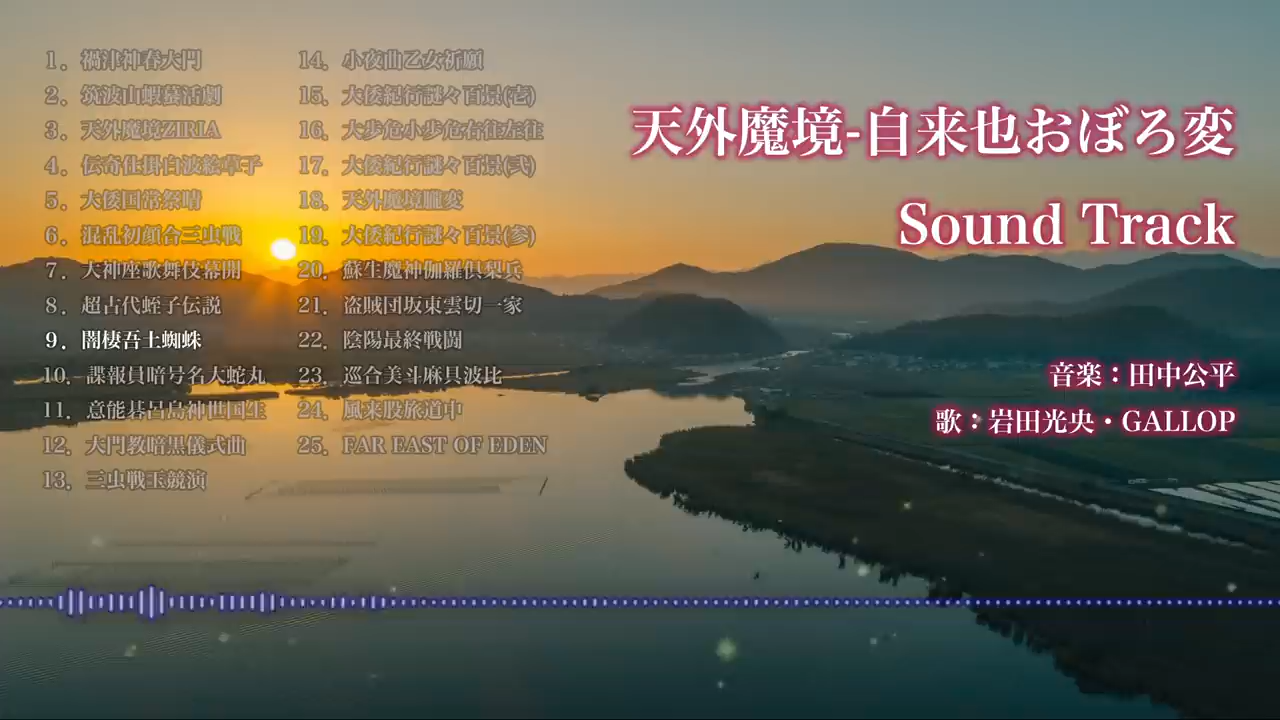 1．禍津神春大門
2．筑波山蝦蟇活劇
3．天外魔境ZIRIA
4．伝奇仕掛白波絵草子
5．大倭国常祭晴
6．混乱初顔合三虫戦
7．大神座歌舞伎幕開
8．超古代蛭子伝説
9．闇棲吾土蜘蛛
10．諜報員暗号名大蛇丸
11．意能碁呂島神世国生
12．大門教暗黒儀式曲
13．三虫戦玉競演
14．小夜曲乙女祈願
15．大倭紀行謎々百景(壱)
16．大歩危小歩危右往左往
17．大倭紀行謎々百景(弐)
18．天外魔境朧変
19．大倭紀行謎々百景(参)
20．蘇生魔神伽羅倶梨兵
21．盗賊団坂東雲切一家
22．陰陽最終戦闘
23．巡合美斗麻具波比
24．風来股旅道中
25．FAR EAST OF EDEN
天外魔境-自来也おぼろ変
Sound Track
音楽：田中公平
歌：岩田光央・GALLOP